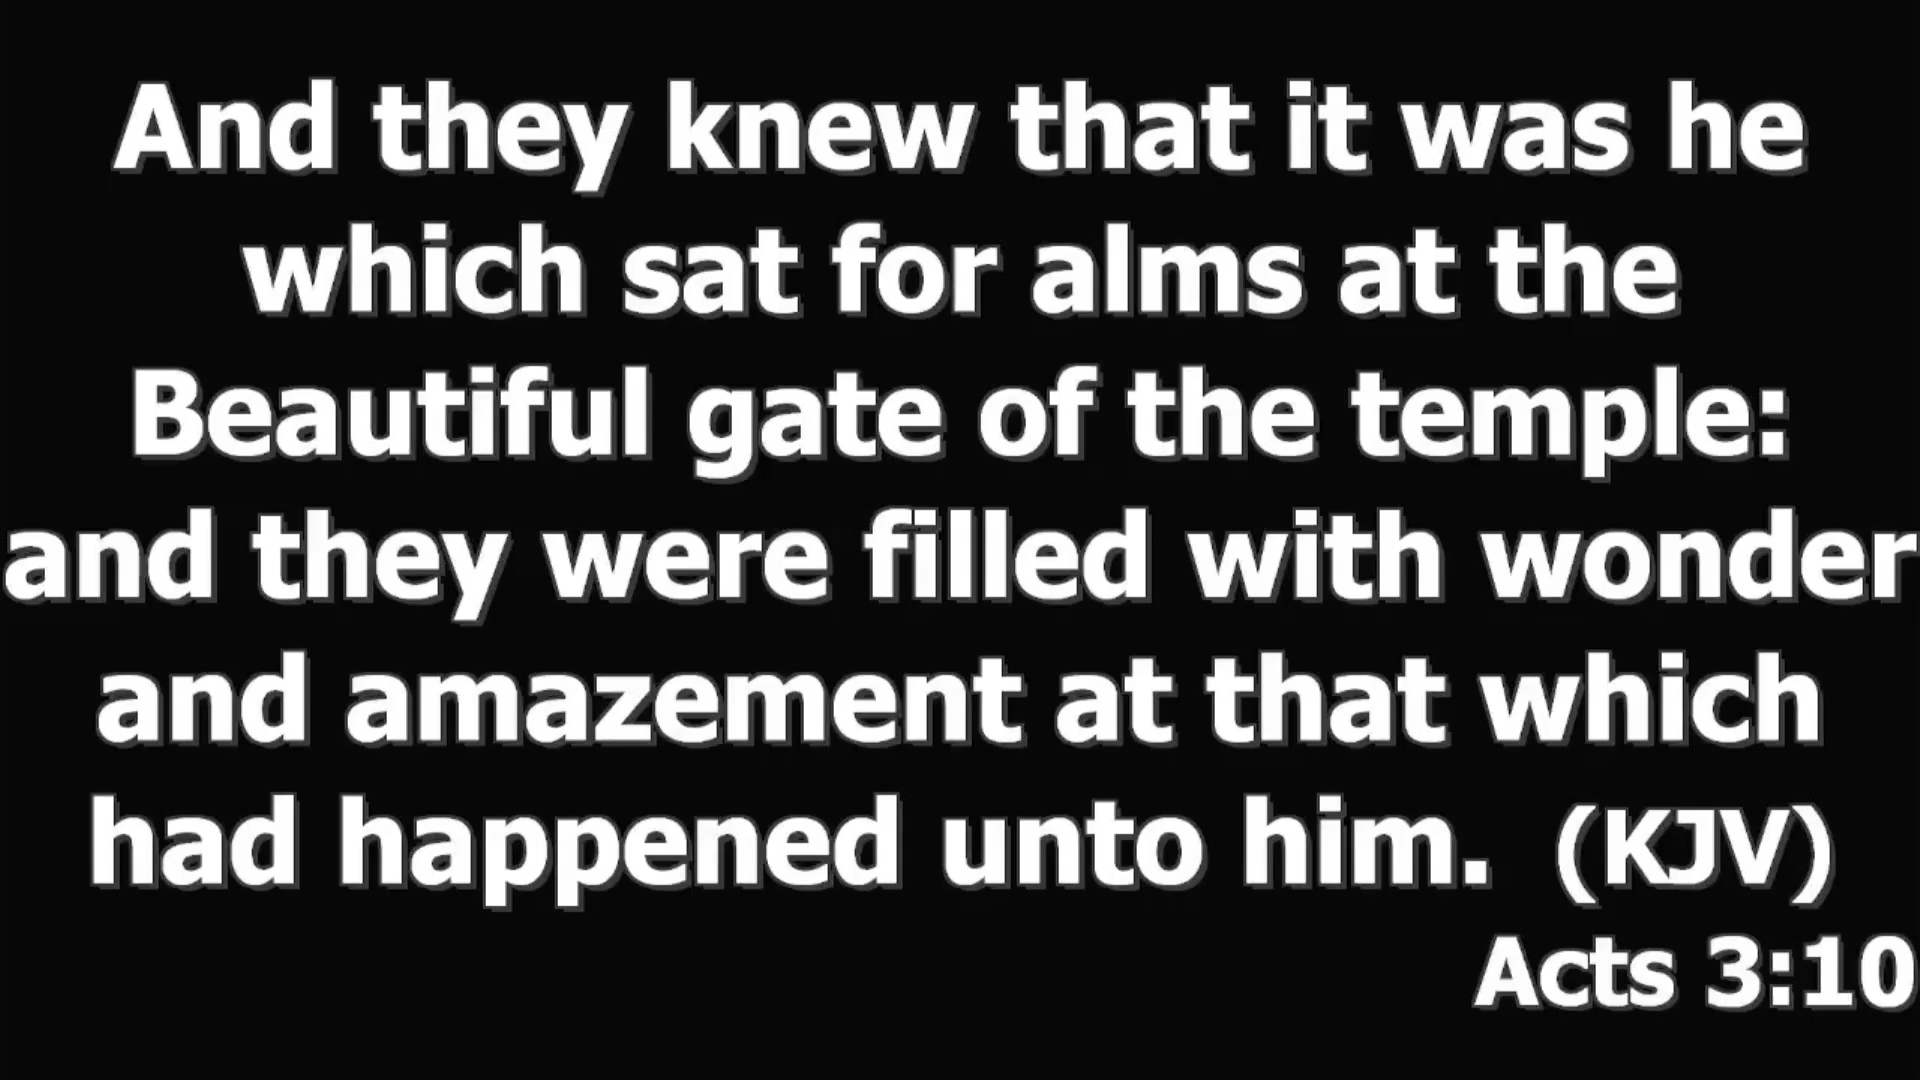 And they knew that it was he
which sat for alms at the
Beautiful gate of the temple:
and they were filled with wonder
and amazement at that which
had happened unto him.  (KJV)
Acts 3:10